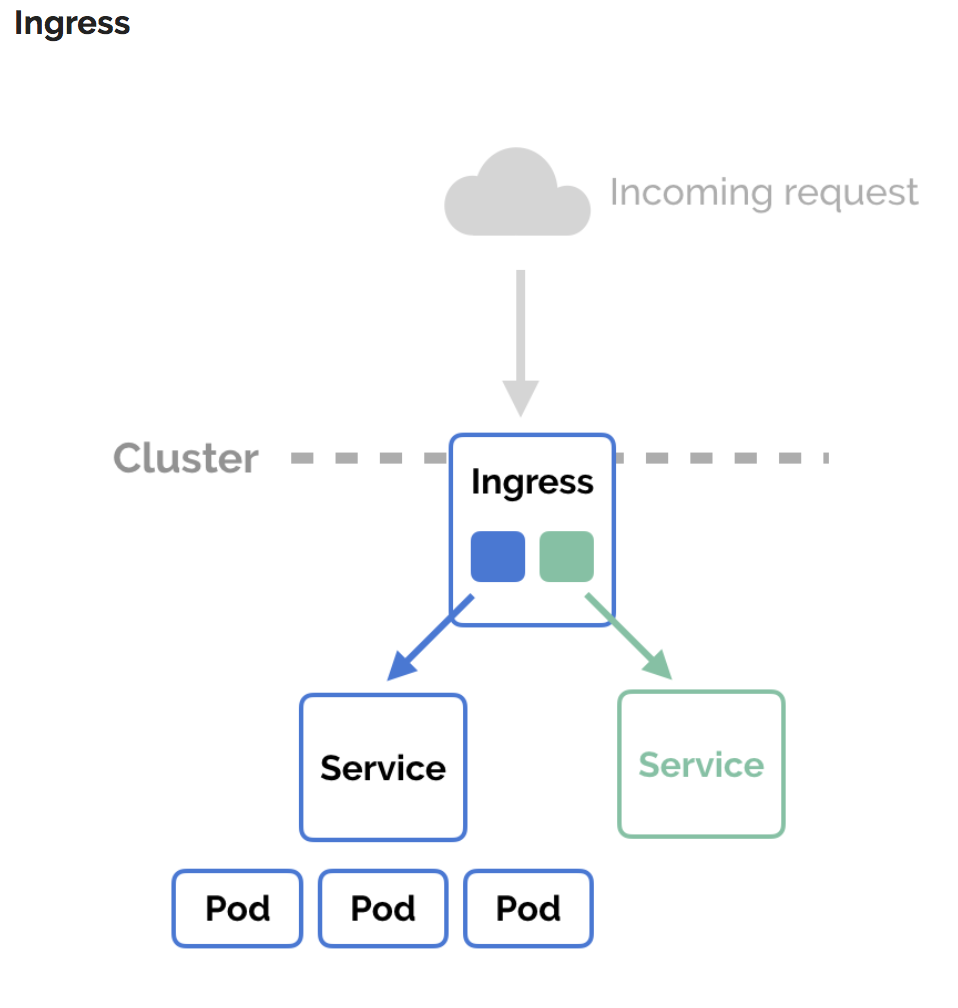 Ingress
Incoming request
Cluster
Ingress
Service
Service
Pod
Pod
Pod